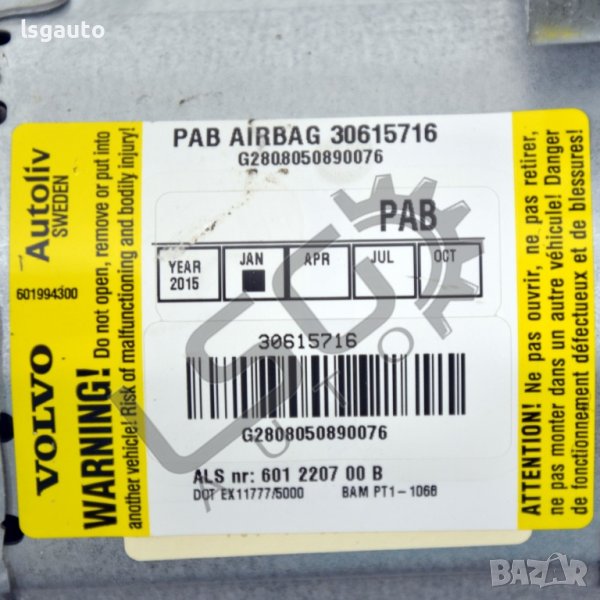 lsgauto
PAB AIRBAG 30615716
G2808050890076
PAB
YEAR 2015
JAN
APR
JUL
OCT
30615716
G2808050890076
ALS nr: 601 2207 00 B
DOT EX11777/5000 BAM PT1-1068
VOLVO
601994300
Autoliv
SWEDEN
WARNING! Do not open, remove or put into
another vehicle! Risk of malfunctioning and bodily injury!
ATTENTION! Ne pas ouvrir, ne pas retirer,
ne pas monter dans un autre véhicule! Danger
de fonctionnement défectueux et de blessures!
LSG
AUTO
BAZAR